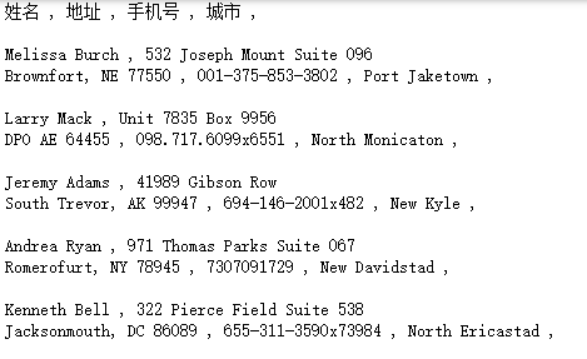 姓名 , 地址 , 手机号 , 城市 ,
Melissa Burch , 532 Joseph Mount Suite 096
Brownfort, NE 77550 , 001-375-853-3802 , Port Jaketown ,
Larry Mack , Unit 7835 Box 9956
DPO AE 64455 , 098.717.6099x6551 , North Monicaton ,
Jeremy Adams , 41989 Gibson Row
South Trevor, AK 99947 , 694-146-2001x482 , New Kyle ,
Andrea Ryan , 971 Thomas Parks Suite 067
Romerofurt, NY 78945 , 7307091729 , New Davidstad ,
Kenneth Bell , 322 Pierce Field Suite 538
Jacksonmouth, DC 86089 , 655-311-3590x73984 , North Ericastad ,